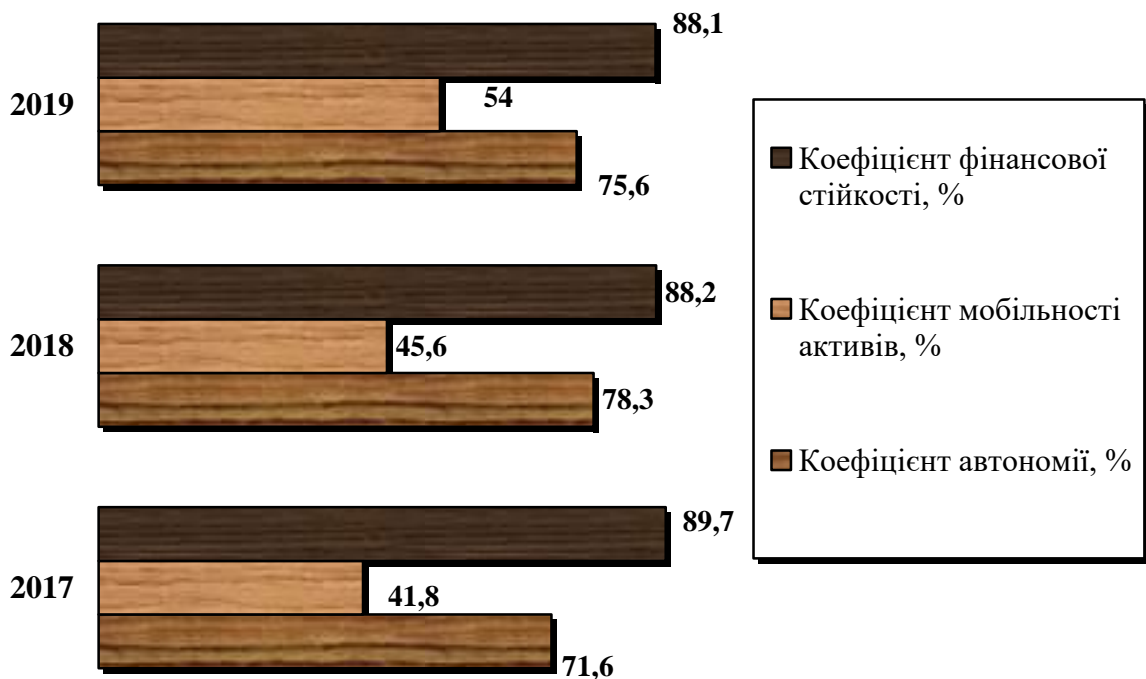 88,1
2019
54
75,6
88,2
2018
45,6
78,3
89,7
2017
41,8
71,6
Коефіцієнт фінансової
стійкості, %
Коефіцієнт мобільності
активів, %
Коефіцієнт автономії, %